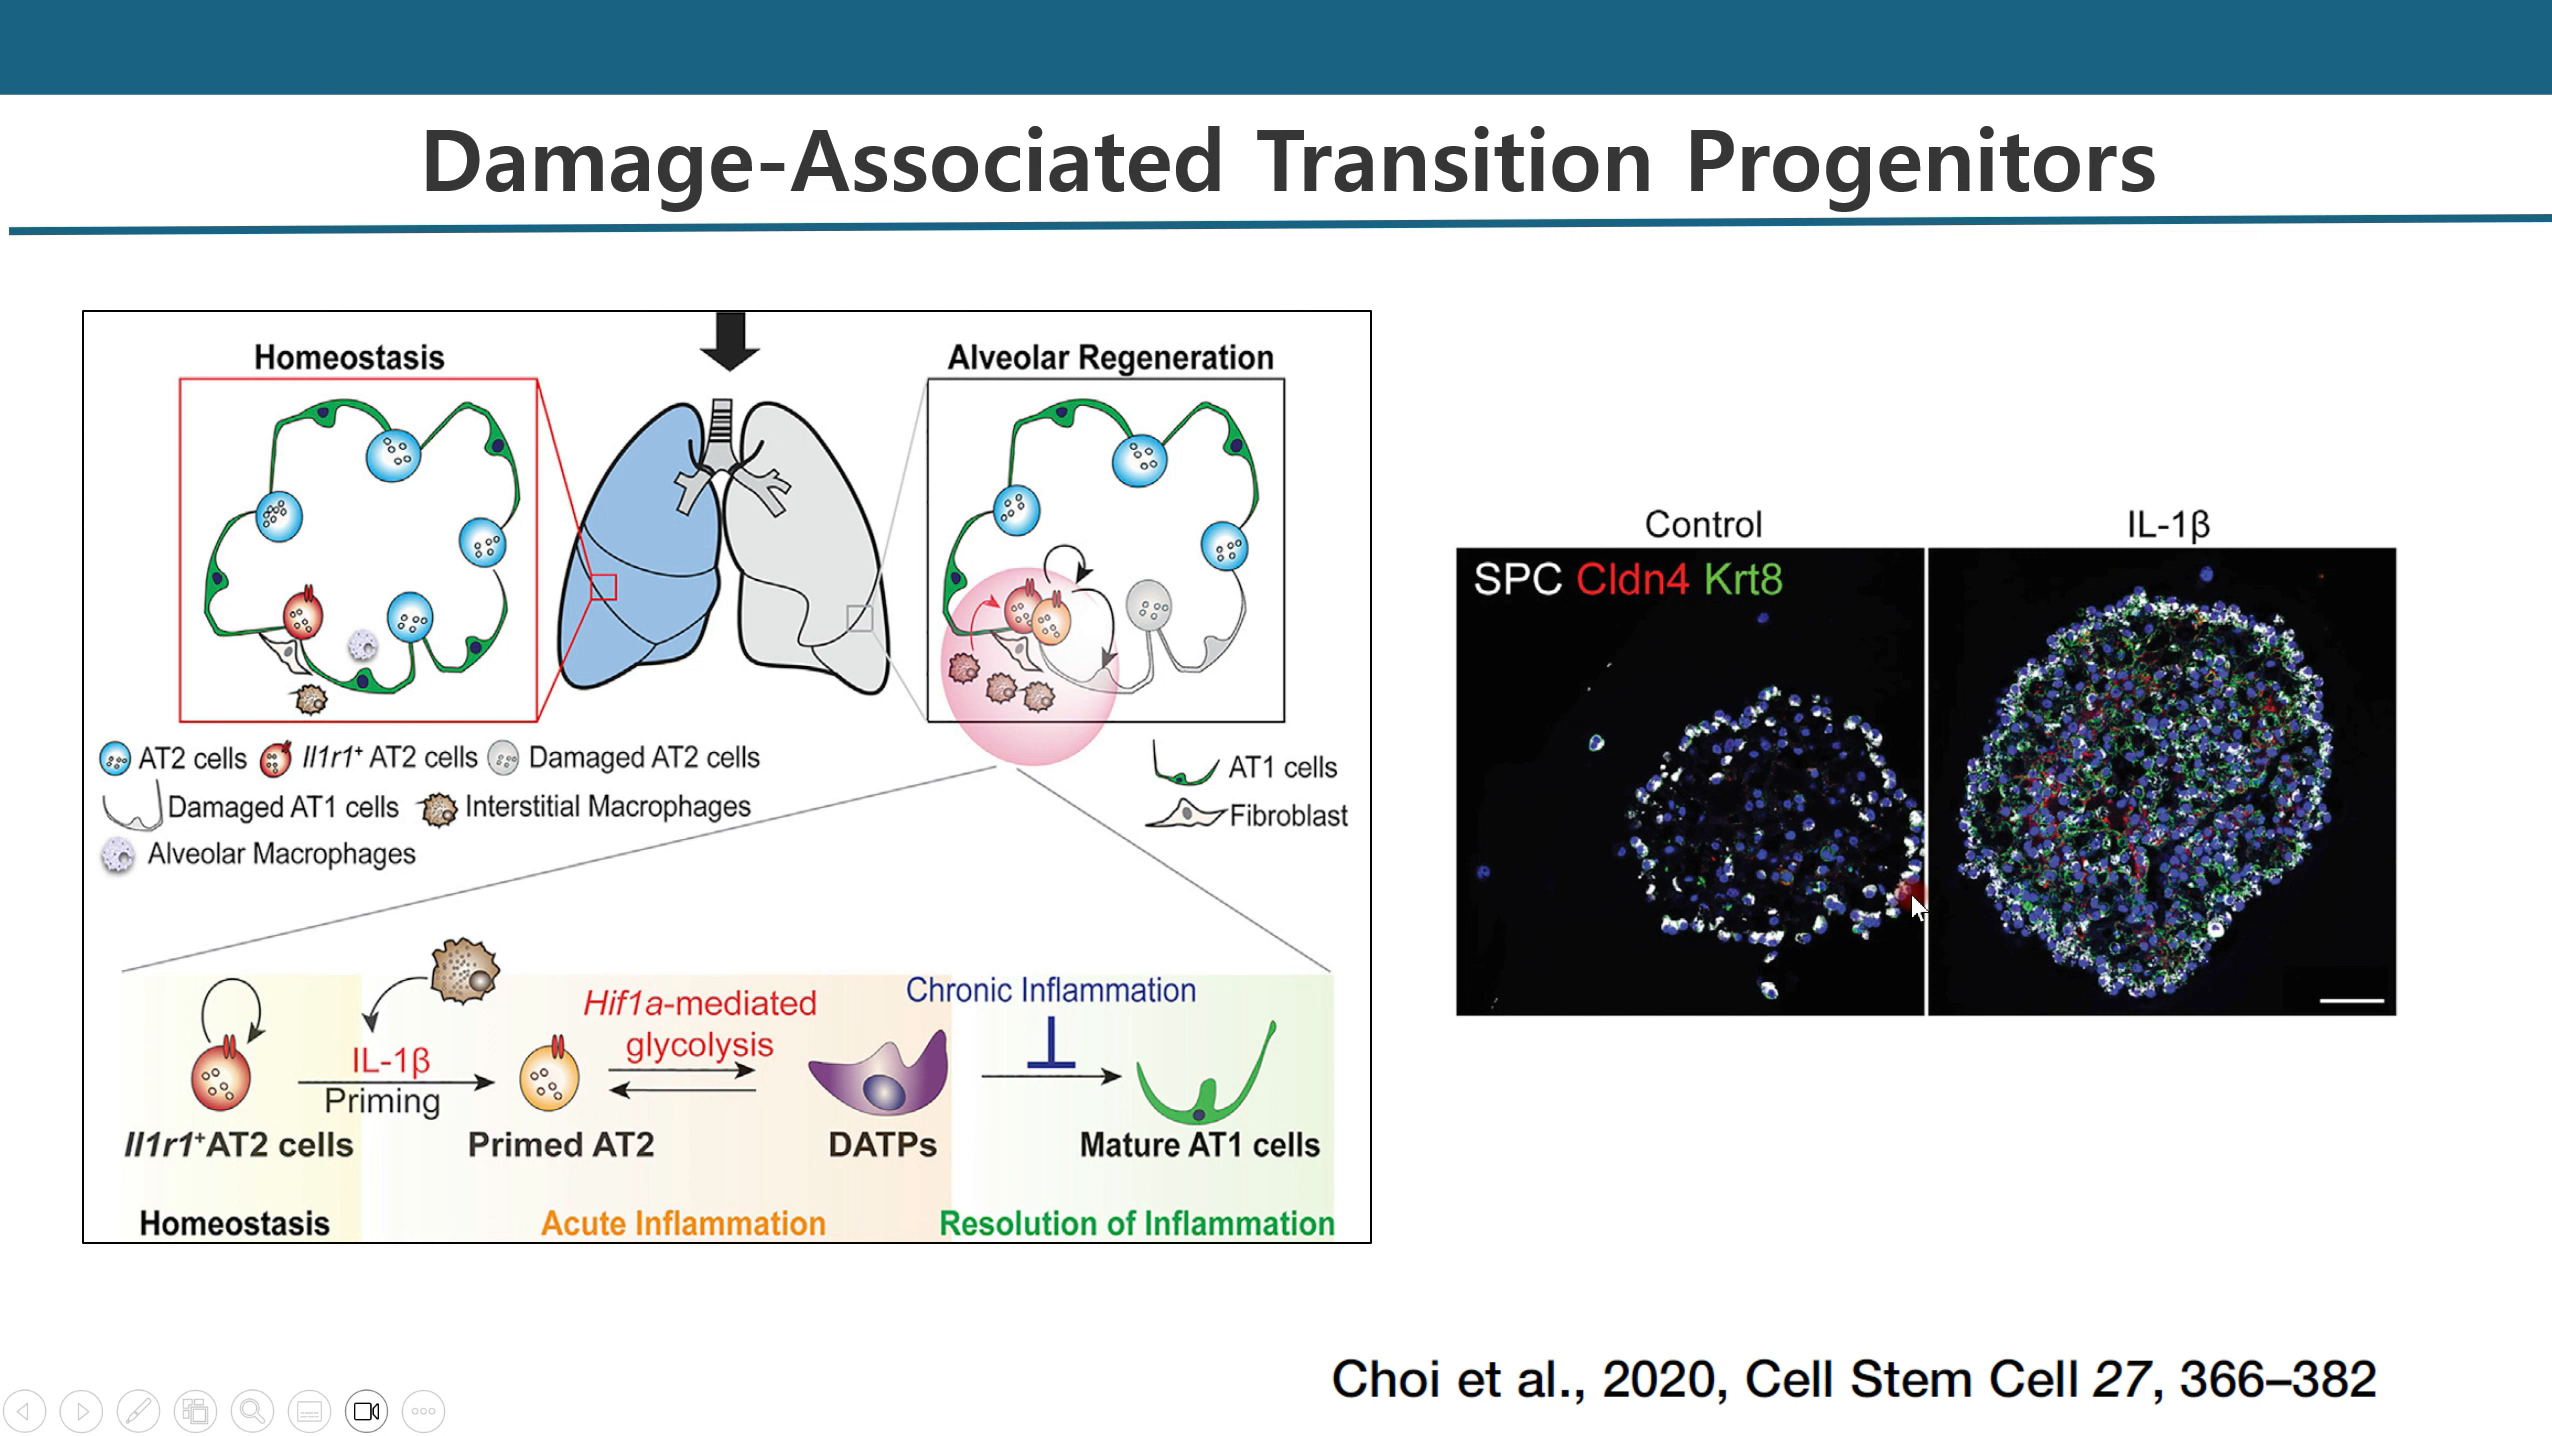 Damage-Associated Transition Progenitors
Homeostasis
Alveolar Regeneration
AT2 cells
Il1r1+ AT2 cells
Damaged AT2 cells
AT1 cells
Damaged AT1 cells
Interstitial Macrophages
Fibroblast
Alveolar Macrophages
IL-1β
Priming
Hif1a-mediated
glycolysis
Chronic Inflammation
Il1r1+AT2 cells
Primed AT2
DATPs
Mature AT1 cells
Homeostasis
Acute Inflammation
Resolution of Inflammation
Control
IL-1β
SPC Cldn4 Krt8
Choi et al., 2020, Cell Stem Cell 27, 366–382